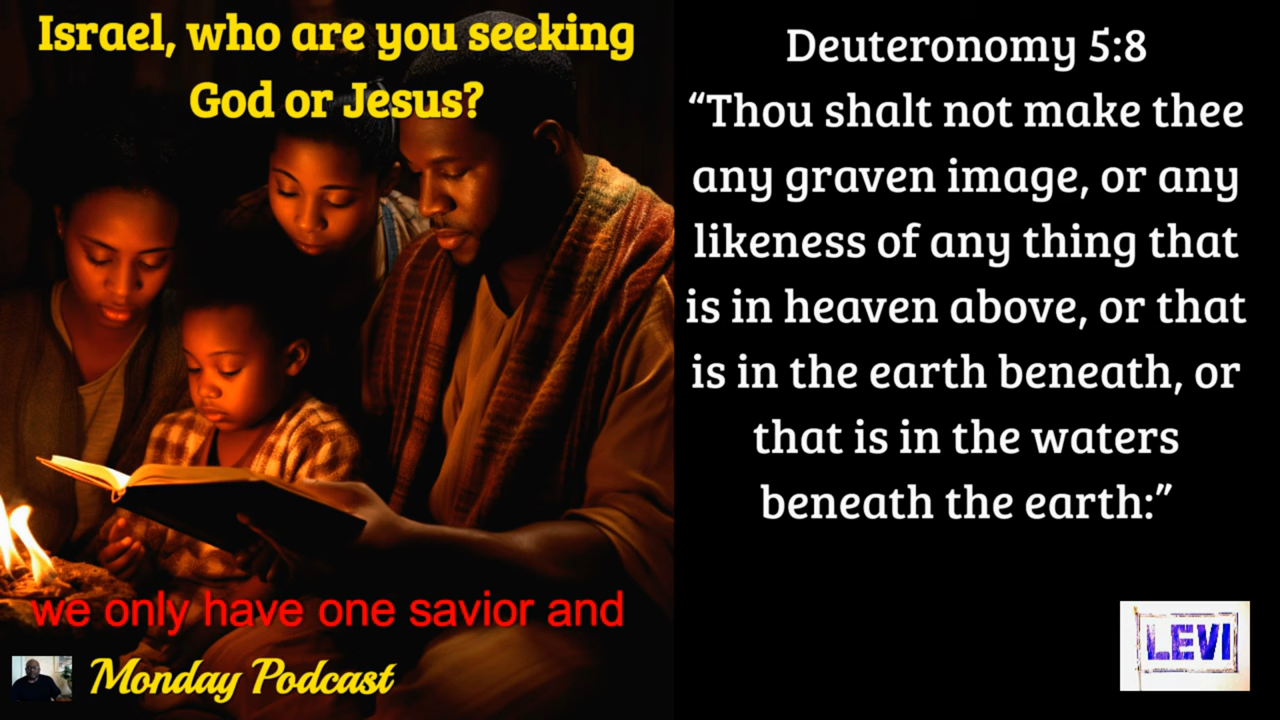 Israel, who are you seeking
God or Jesus?
we only have one savior and
Monday Podcast
Deuteronomy 5:8
“Thou shalt not make thee
any graven image, or any
likeness of any thing that
is in heaven above, or that
is in the earth beneath, or
that is in the waters
beneath the earth:”
LEVI